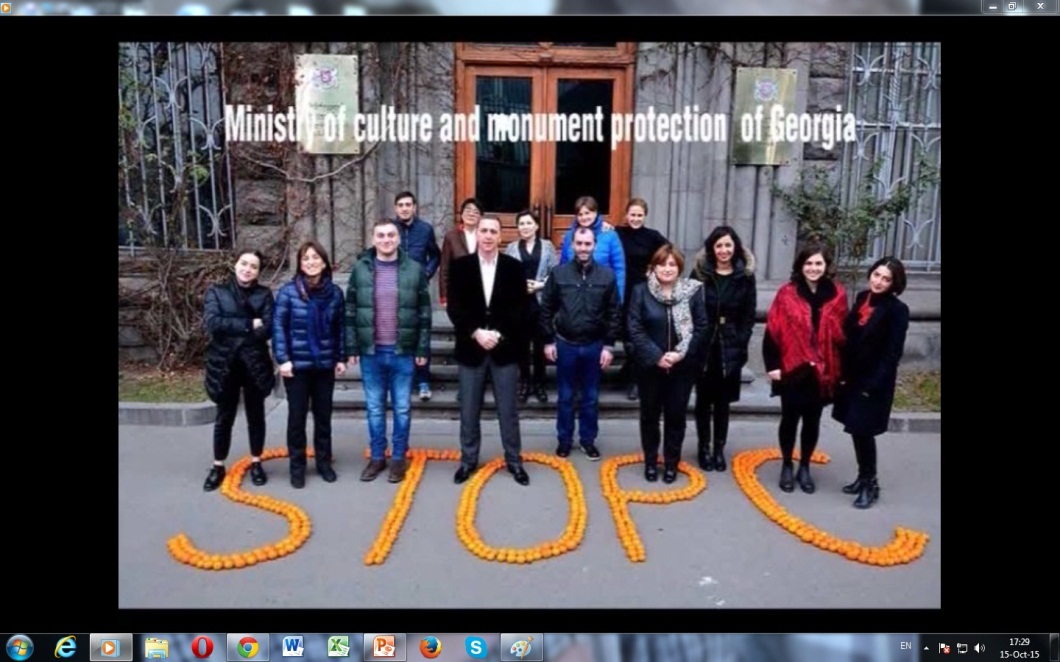 Ministry of culture and monument protection of Georgia
STOPC
EN
17:29
15-Oct-15